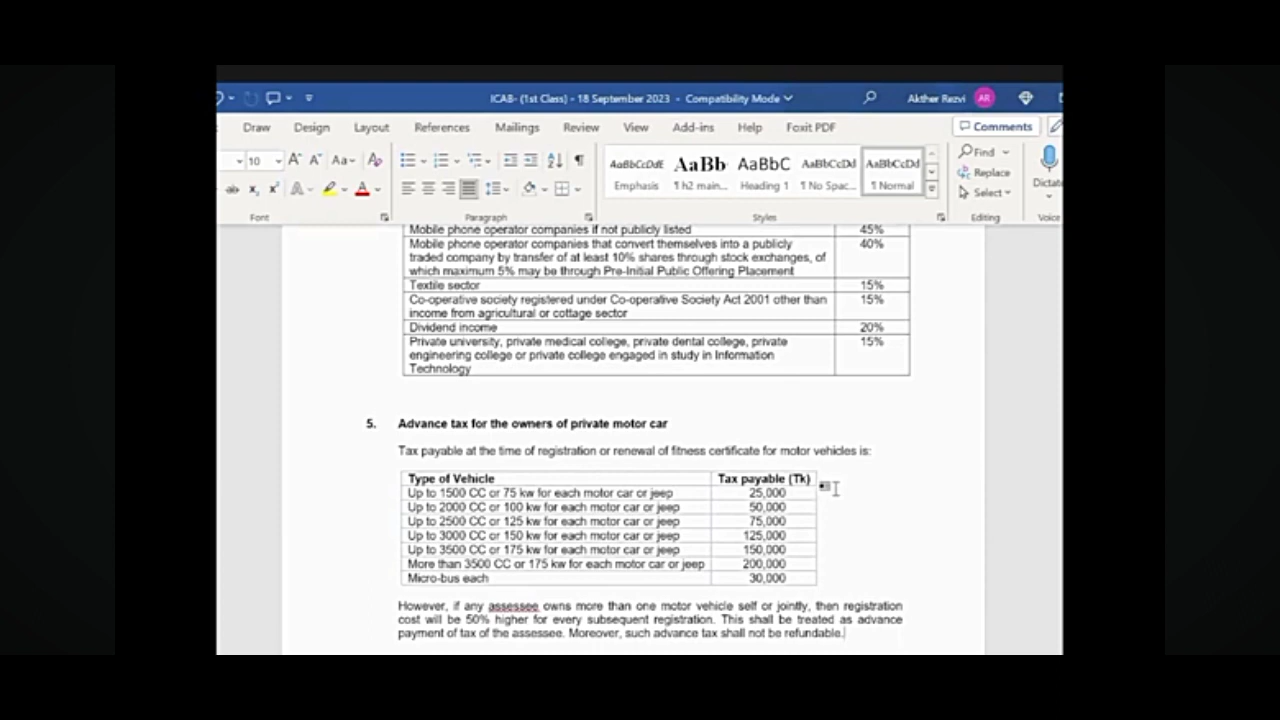 ICAB- (1st Class) - 18 September 2023 - Compatibility Mode
Akther Rezvi AR
Draw Design Layout References Mailings Review View Add-ins Help Foxit PDF Comments
10 A A Aa A
AaBbCcDdE AaBb AaBbC AaBbCcDd AaBbCcDd
Find
Replace
ab x₂ x² A A
Emphasis ¶ h2 main... Heading 1 ¶ No Spac... ¶ Normal
Select
Dictate
Font Paragraph Styles Editing Voice
Mobile phone operator companies if not publicly listed 45%
Mobile phone operator companies that convert themselves into a publicly 40%
traded company by transfer of at least 10% shares through stock exchanges, of
which maximum 5% may be through Pre-Initial Public Offering Placement
Textile sector 15%
Co-operative society registered under Co-operative Society Act 2001 other than 15%
income from agricultural or cottage sector
Dividend income 20%
Private university, private medical college, private dental college, private 15%
engineering college or private college engaged in study in Information
Technology
5. Advance tax for the owners of private motor car
Tax payable at the time of registration or renewal of fitness certificate for motor vehicles is:
Type of Vehicle Tax payable (Tk)
Up to 1500 CC or 75 kw for each motor car or jeep 25,000
Up to 2000 CC or 100 kw for each motor car or jeep 50,000
Up to 2500 CC or 125 kw for each motor car or jeep 75,000
Up to 3000 CC or 150 kw for each motor car or jeep 125,000
Up to 3500 CC or 175 kw for each motor car or jeep 150,000
More than 3500 CC or 175 kw for each motor car or jeep 200,000
Micro-bus each 30,000
However, if any assessee owns more than one motor vehicle self or jointly, then registration
cost will be 50% higher for every subsequent registration. This shall be treated as advance
payment of tax of the assessee. Moreover, such advance tax shall not be refundable.